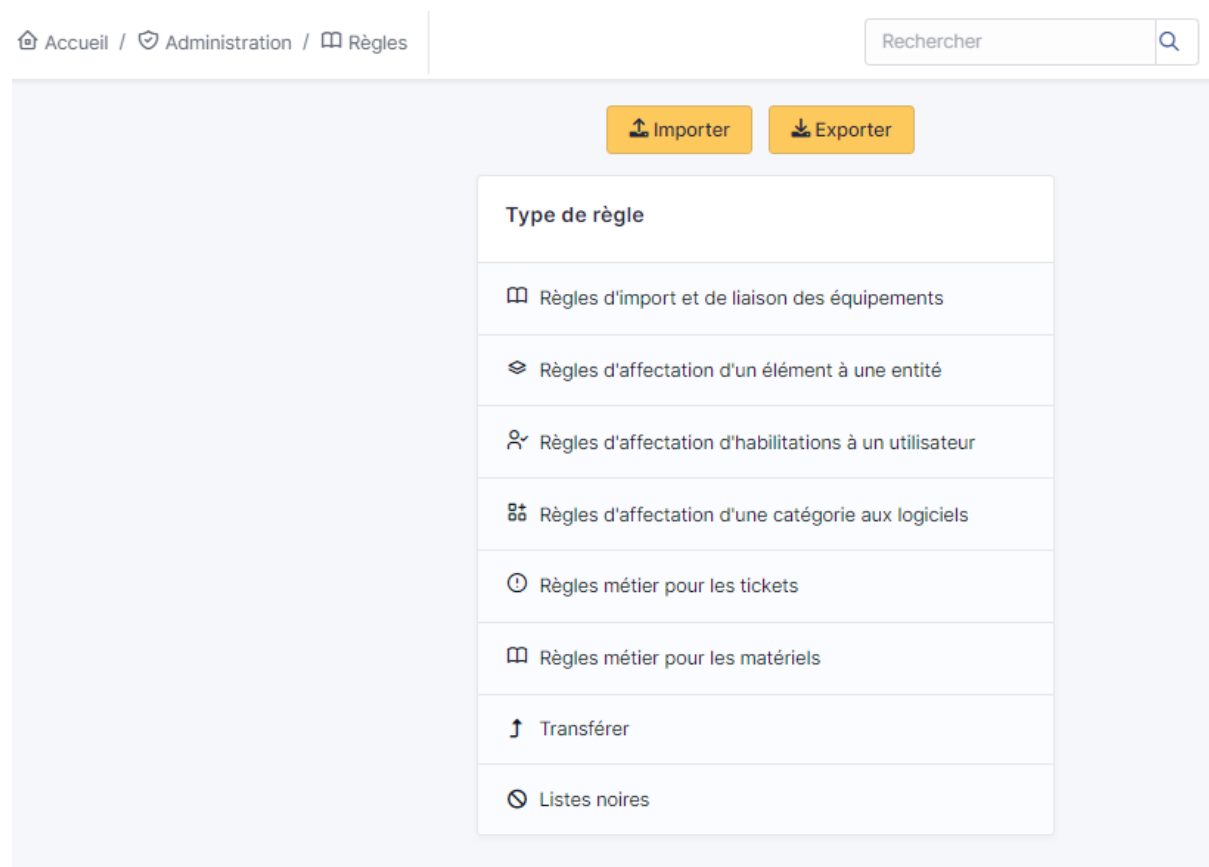 Accueil / Administration / Règles
Rechercher
Importer
Exporter
Type de règle
Règles d'import et de liaison des équipements
Règles d'affectation d'un élément à une entité
Règles d'affectation d'habilitations à un utilisateur
Règles d'affectation d'une catégorie aux logiciels
Règles métier pour les tickets
Règles métier pour les matériels
Transférer
Listes noires